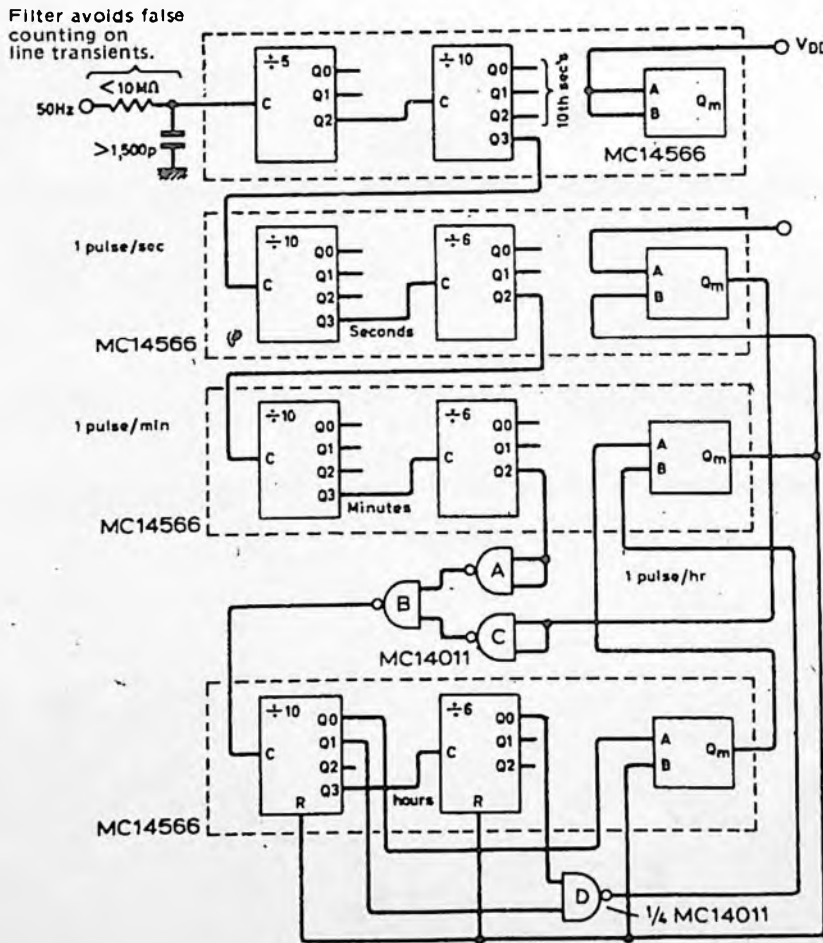 Filter avoids false
counting on
line transients.
<10MΩ
50Hz
>1,500p
÷5
C
Q0
Q1
Q2
÷10
C
Q0
Q1
Q2
Q3
10th sec's
A
B
Qm
VDD
MC14566
1 pulse/sec
÷10
C
Q0
Q1
Q2
Q3
Seconds
÷6
C
Q0
Q1
Q2
A
B
Qm
MC14566
1 pulse/min
÷10
C
Q0
Q1
Q2
Q3
Minutes
÷6
C
Q0
Q1
Q2
A
B
Qm
MC14566
A
B
C
MC14011
1 pulse/hr
÷10
C
Q0
Q1
Q2
Q3
R
hours
÷6
C
Q0
Q1
Q2
R
A
B
Qm
MC14566
D
1/4 MC14011